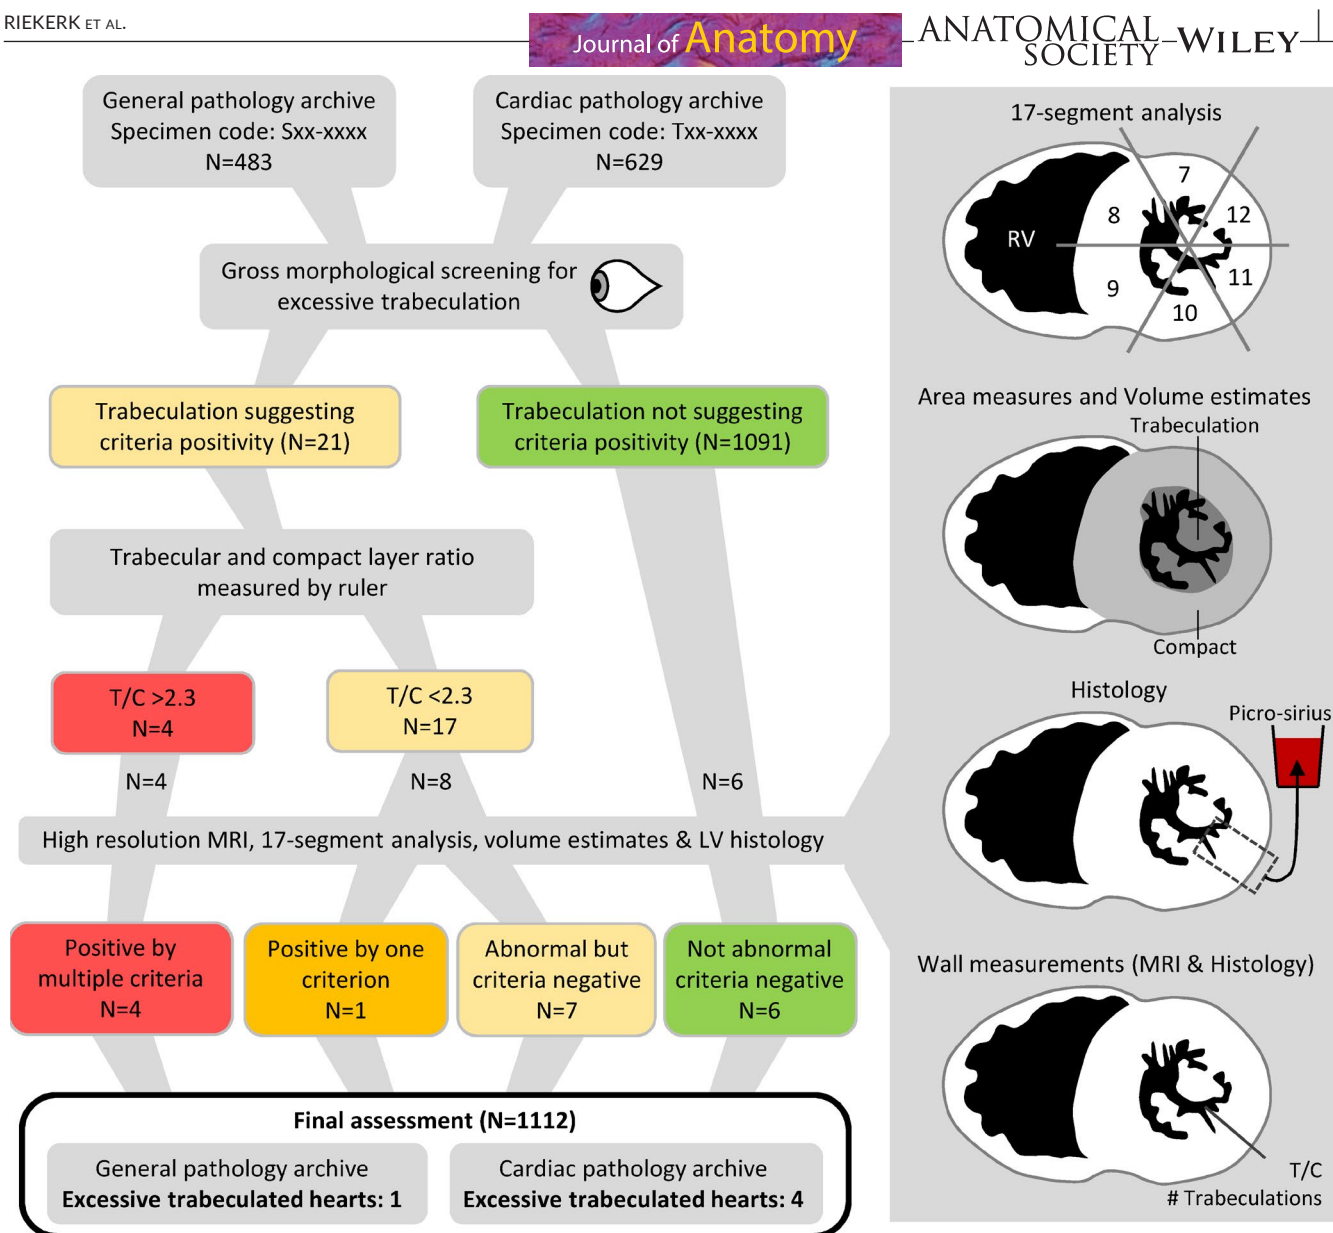 RIEKERK ET AL.
Journal of Anatomy
ANATOMICAL
SOCIETY
WILEY
General pathology archive
Specimen code: Sxx-xxxx
N=483
Cardiac pathology archive
Specimen code: Txx-xxxx
N=629
Gross morphological screening for
excessive trabeculation
Trabeculation suggesting
criteria positivity (N=21)
Trabeculation not suggesting
criteria positivity (N=1091)
Trabecular and compact layer ratio
measured by ruler
T/C >2.3
N=4
T/C <2.3
N=17
N=4
N=8
N=6
High resolution MRI, 17-segment analysis, volume estimates & LV histology
Positive by
multiple criteria
N=4
Positive by one
criterion
N=1
Abnormal but
criteria negative
N=7
Not abnormal
criteria negative
N=6
Final assessment (N=1112)
General pathology archive
Excessive trabeculated hearts: 1
Cardiac pathology archive
Excessive trabeculated hearts: 4
17-segment analysis
7
8
12
RV
9
11
10
Area measures and Volume estimates
Trabeculation
Compact
Histology
Picro-sirius
Wall measurements (MRI & Histology)
T/C
# Trabeculations